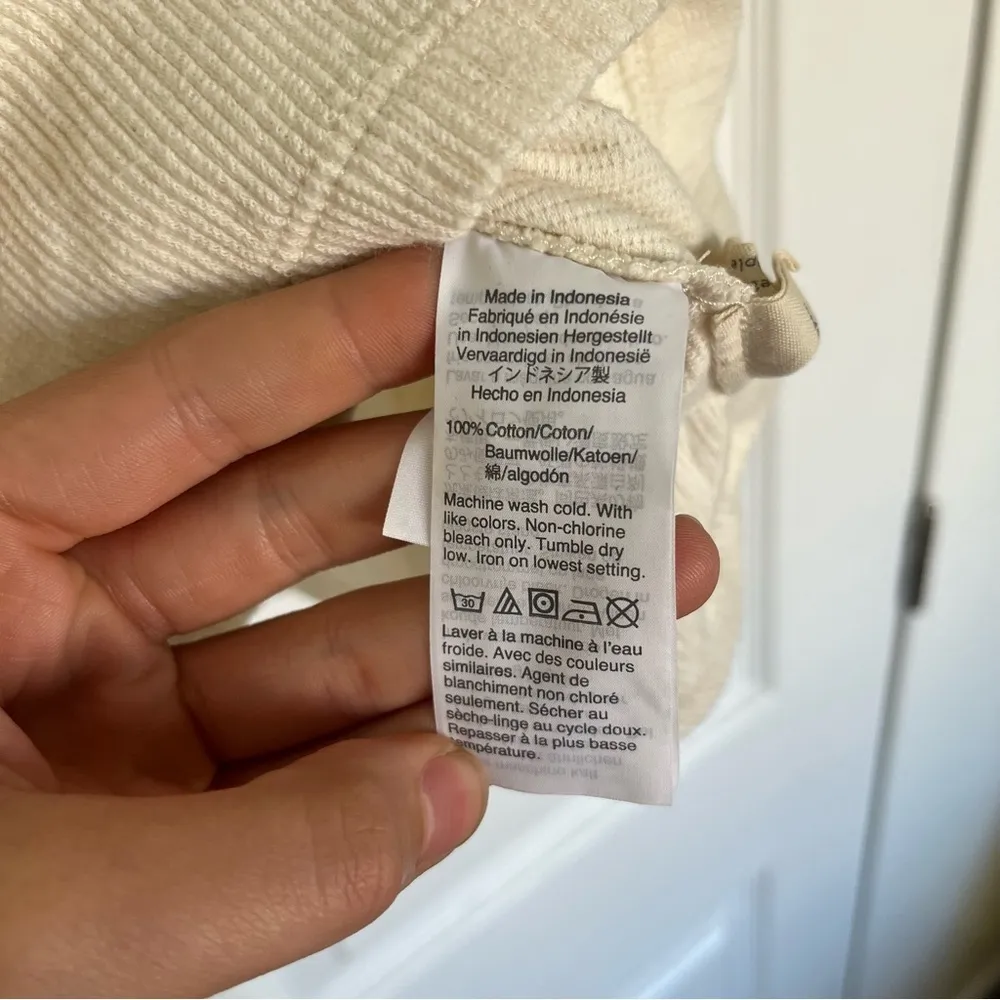 Made in Indonesia
Fabriqué en Indonésie
in Indonesien Hergestellt
Vervaardigd in Indonesië
インドネシア製
Hecho en Indonesia
100% Cotton/Coton/
Baumwolle/Katoen/
綿/algodón
Machine wash cold. With
like colors. Non-chlorine
bleach only. Tumble dry
low. Iron on lowest setting.
30
Laver à la machine à l'eau
froide. Avec des couleurs
similaires. Agent de
blanchiment non chloré
seulement. Sécher au
sèche-linge au cycle doux.
Repasser à la plus basse
température.